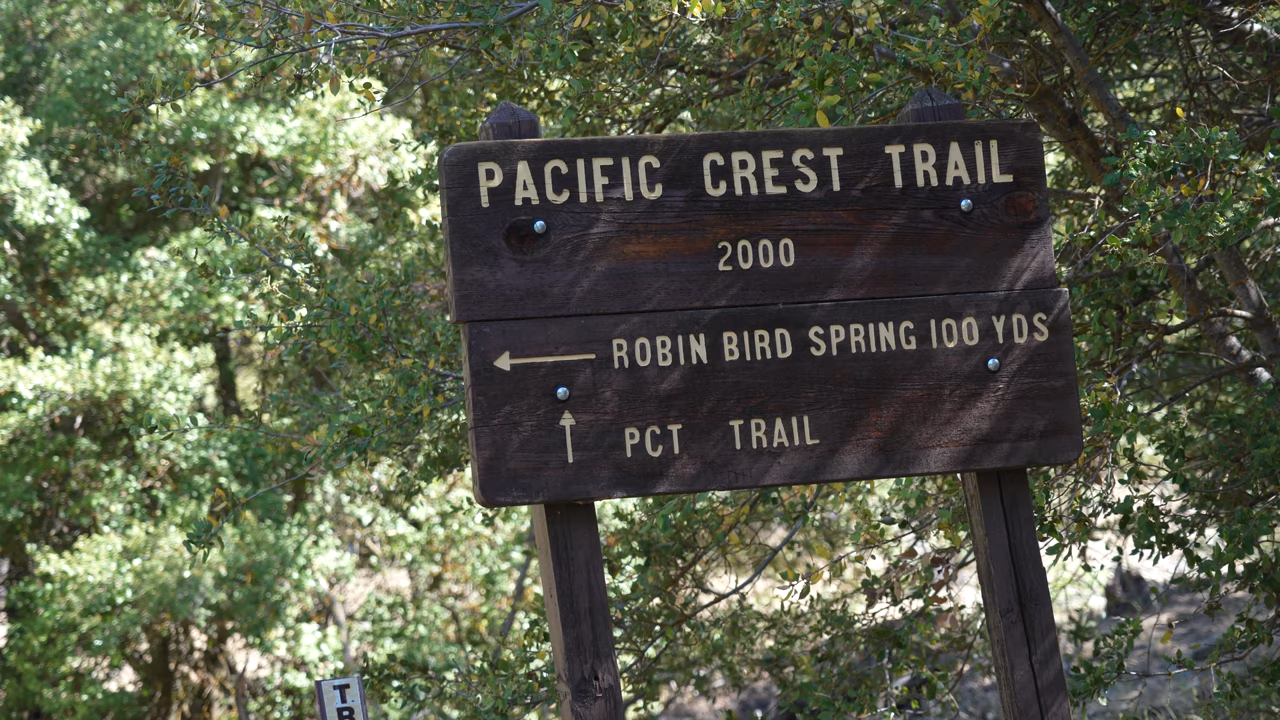 PACIFIC CREST TRAIL
2000
ROBIN BIRD SPRING 100 YDS
PCT TRAIL
T
R